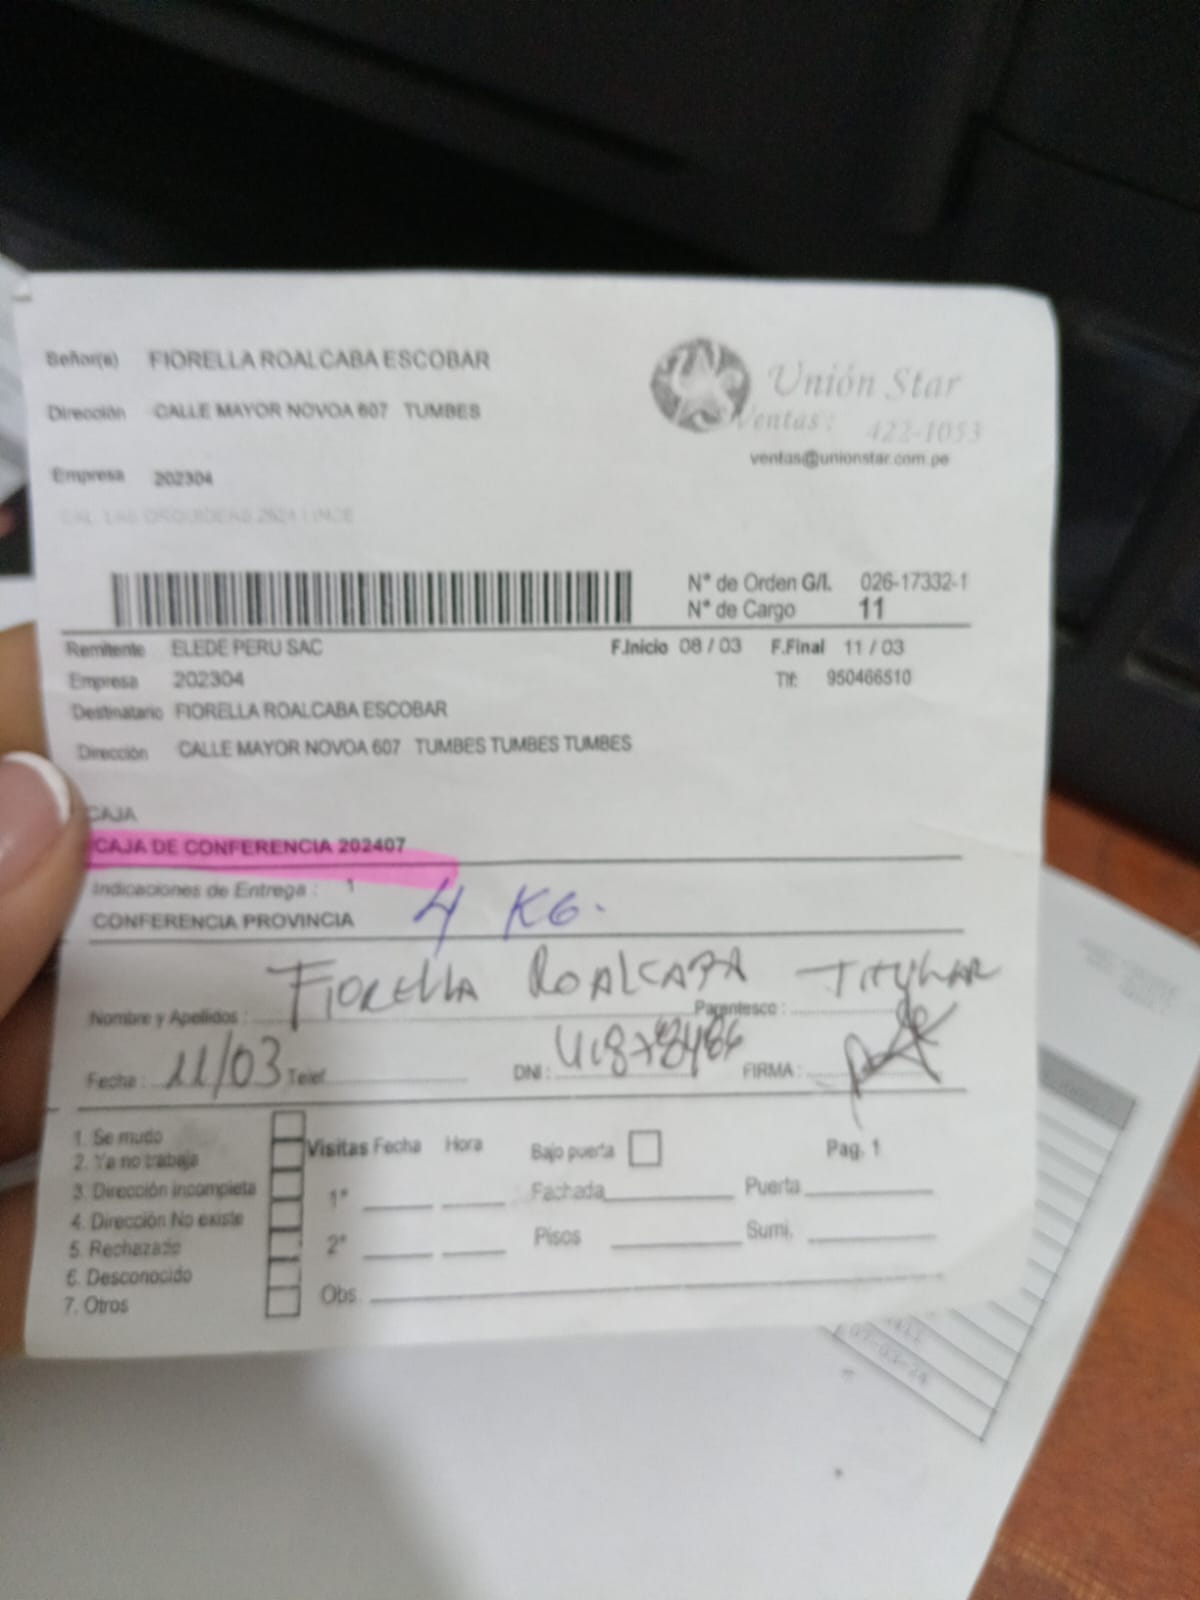 Señor(a) FIORELLA ROALCABA ESCOBAR
Dirección CALLE MAYOR NOVOA 607 TUMBES
Empresa 202304
Unión Star
Ventas: 422-1053
ventas@unionstar.com.pe
N° de Orden G/I. 026-17332-1
N° de Cargo 11
Remitente ELEDE PERU SAC F.Inicio 08 / 03 F.Final 11 / 03
Empresa 202304 Tlf: 950466510
Destinatario FIORELLA ROALCABA ESCOBAR
Dirección CALLE MAYOR NOVOA 607 TUMBES TUMBES TUMBES
CAJA
CAJA DE CONFERENCIA 202407
Indicaciones de Entrega : 1
CONFERENCIA PROVINCIA 4 KG.
Nombre y Apellidos : FIORELLA ROALCABA Parentesco : TITULAR
Fecha : 11/03 Telef. DNI : FIRMA :
1. Se mudo
2. Ya no trabaja
3. Dirección incompleta
4. Dirección No existe
5. Rechazado
6. Desconocido
7. Otros
Visitas Fecha Hora Bajo puerta Pag. 1
1° Fachada Puerta
2° Pisos Sumi.
Obs.